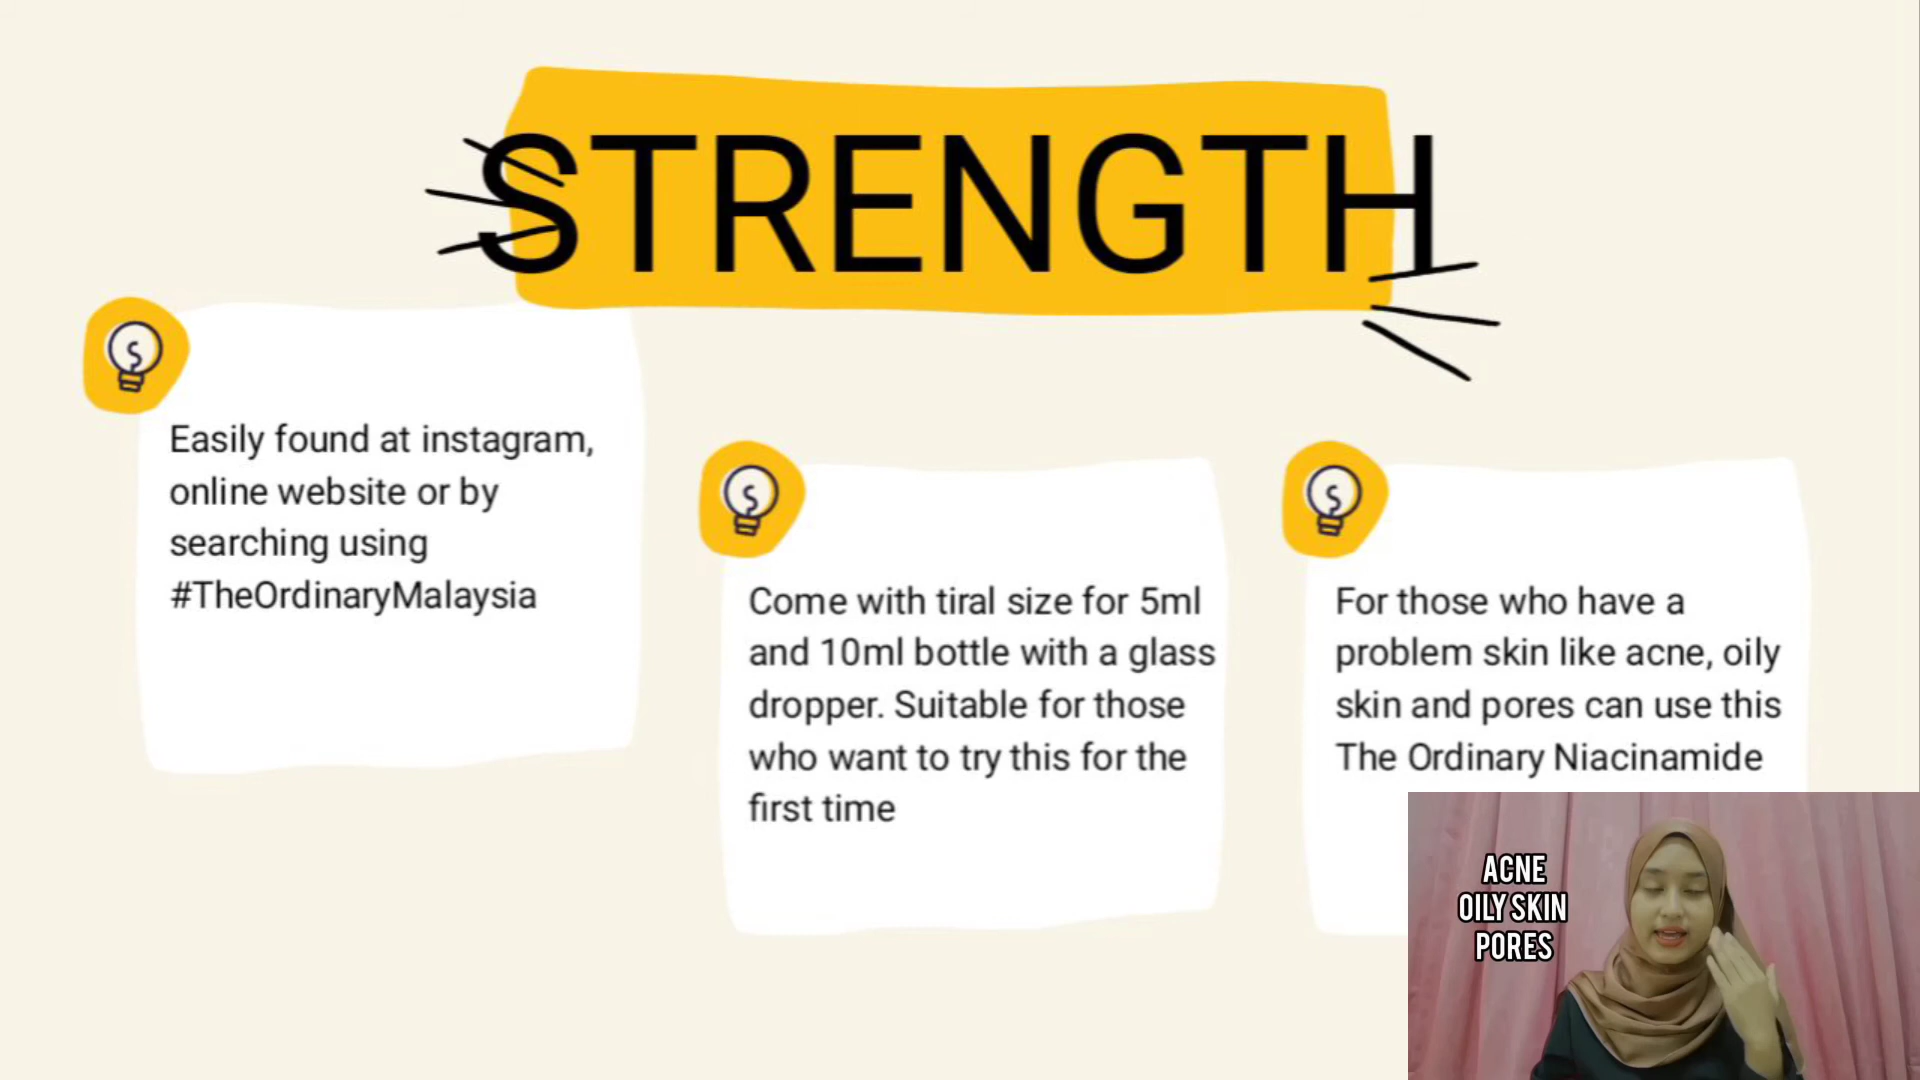 STRENGTH
Easily found at instagram,
online website or by
searching using
#TheOrdinaryMalaysia
Come with tiral size for 5ml
and 10ml bottle with a glass
dropper. Suitable for those
who want to try this for the
first time
For those who have a
problem skin like acne, oily
skin and pores can use this
The Ordinary Niacinamide
ACNE
OILY SKIN
PORES